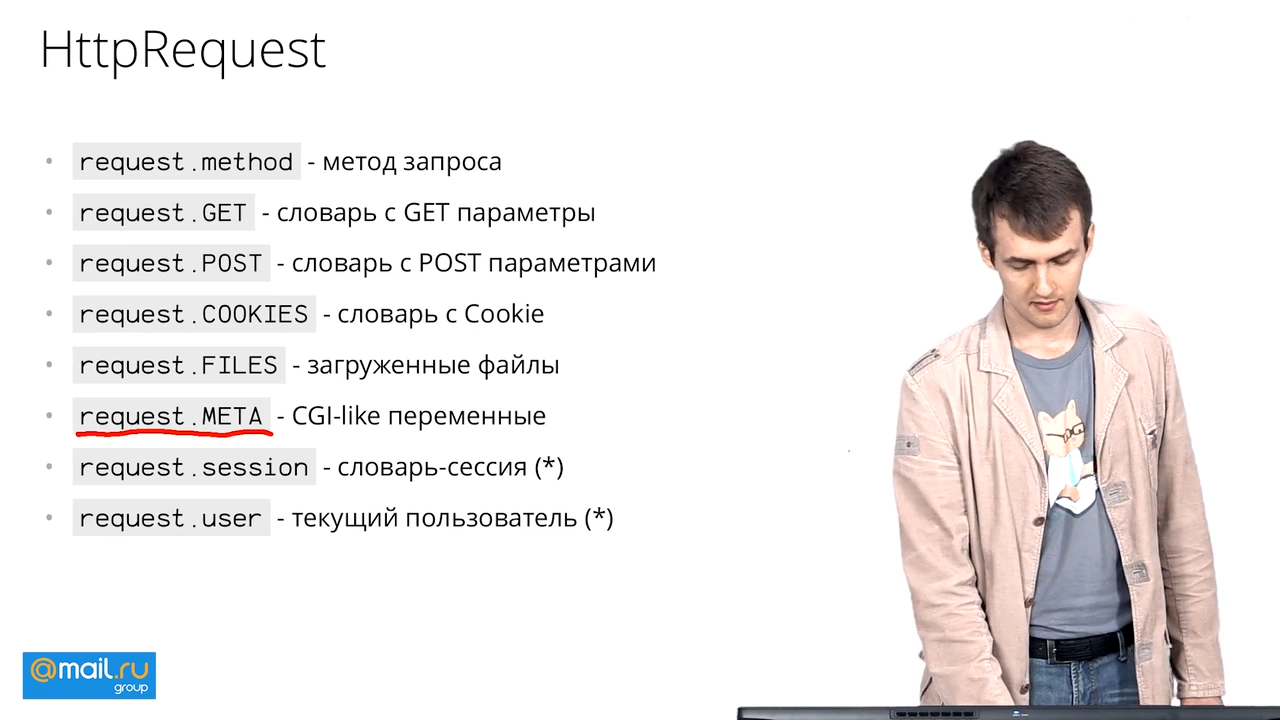 HttpRequest
• request.method - метод запроса
• request.GET - словарь с GET параметры
• request.POST - словарь с POST параметрами
• request.COOKIES - словарь с Cookie
• request.FILES - загруженные файлы
• request.META - CGI-like переменные
• request.session - словарь-сессия (*)
• request.user - текущий пользователь (*)
@mail.ru
group